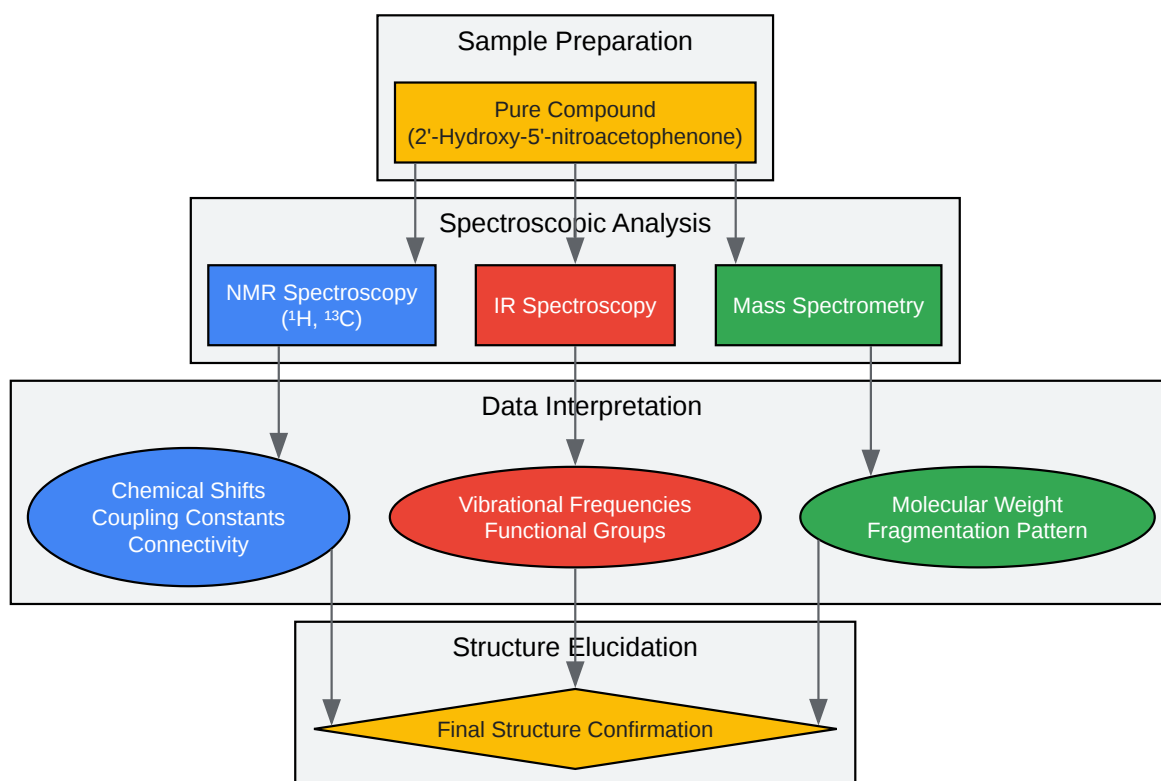 Sample Preparation
Pure Compound
(2'-Hydroxy-5'-nitroacetophenone)
Spectroscopic Analysis
NMR Spectroscopy
(¹H, ¹³C)
IR Spectroscopy
Mass Spectrometry
Data Interpretation
Chemical Shifts
Coupling Constants
Connectivity
Vibrational Frequencies
Functional Groups
Molecular Weight
Fragmentation Pattern
Structure Elucidation
Final Structure Confirmation